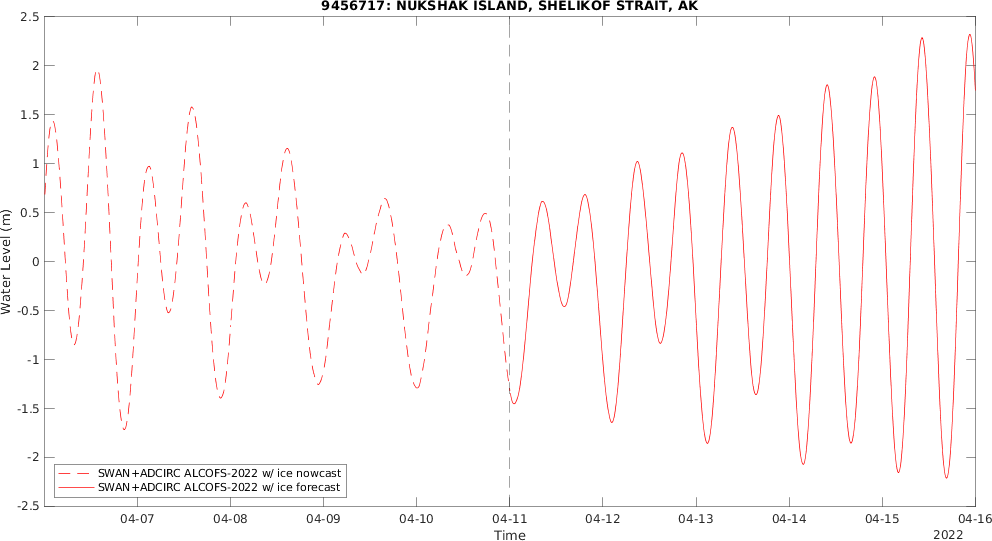 9456717: NUKSHAK ISLAND, SHELIKOF STRAIT, AK
2.5
2
1.5
1
0.5
0
-0.5
-1
-1.5
-2
-2.5
Water Level (m)
SWAN+ADCIRC ALCOFS-2022 w/ ice nowcast
SWAN+ADCIRC ALCOFS-2022 w/ ice forecast
04-07 04-08 04-09 04-10 04-11 04-12 04-13 04-14 04-15 04-16
Time
2022